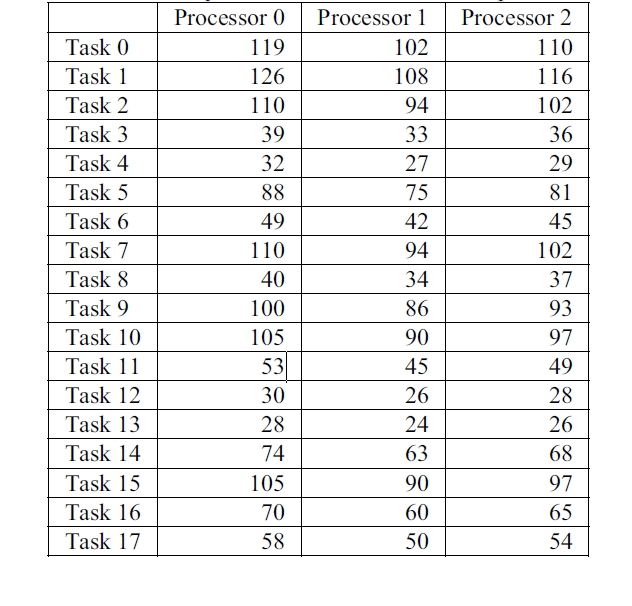 Processor 0 Processor 1 Processor 2
Task 0 119 102 110
Task 1 126 108 116
Task 2 110 94 102
Task 3 39 33 36
Task 4 32 27 29
Task 5 88 75 81
Task 6 49 42 45
Task 7 110 94 102
Task 8 40 34 37
Task 9 100 86 93
Task 10 105 90 97
Task 11 53 45 49
Task 12 30 26 28
Task 13 28 24 26
Task 14 74 63 68
Task 15 105 90 97
Task 16 70 60 65
Task 17 58 50 54